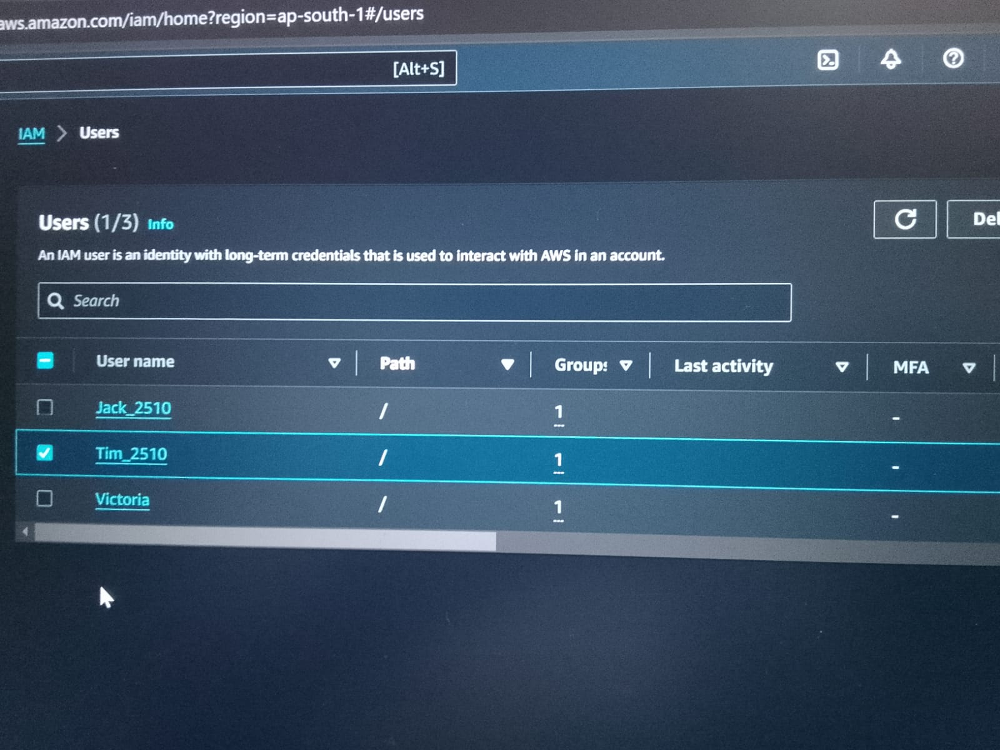 aws.amazon.com/iam/home?region=ap-south-1#/users
[Alt+S]
IAM > Users
Users (1/3) Info
An IAM user is an identity with long-term credentials that is used to interact with AWS in an account.
Search
User name Path Groups Last activity MFA
Jack_2510 / 1 -
Tim_2510 / 1 -
Victoria / 1 -